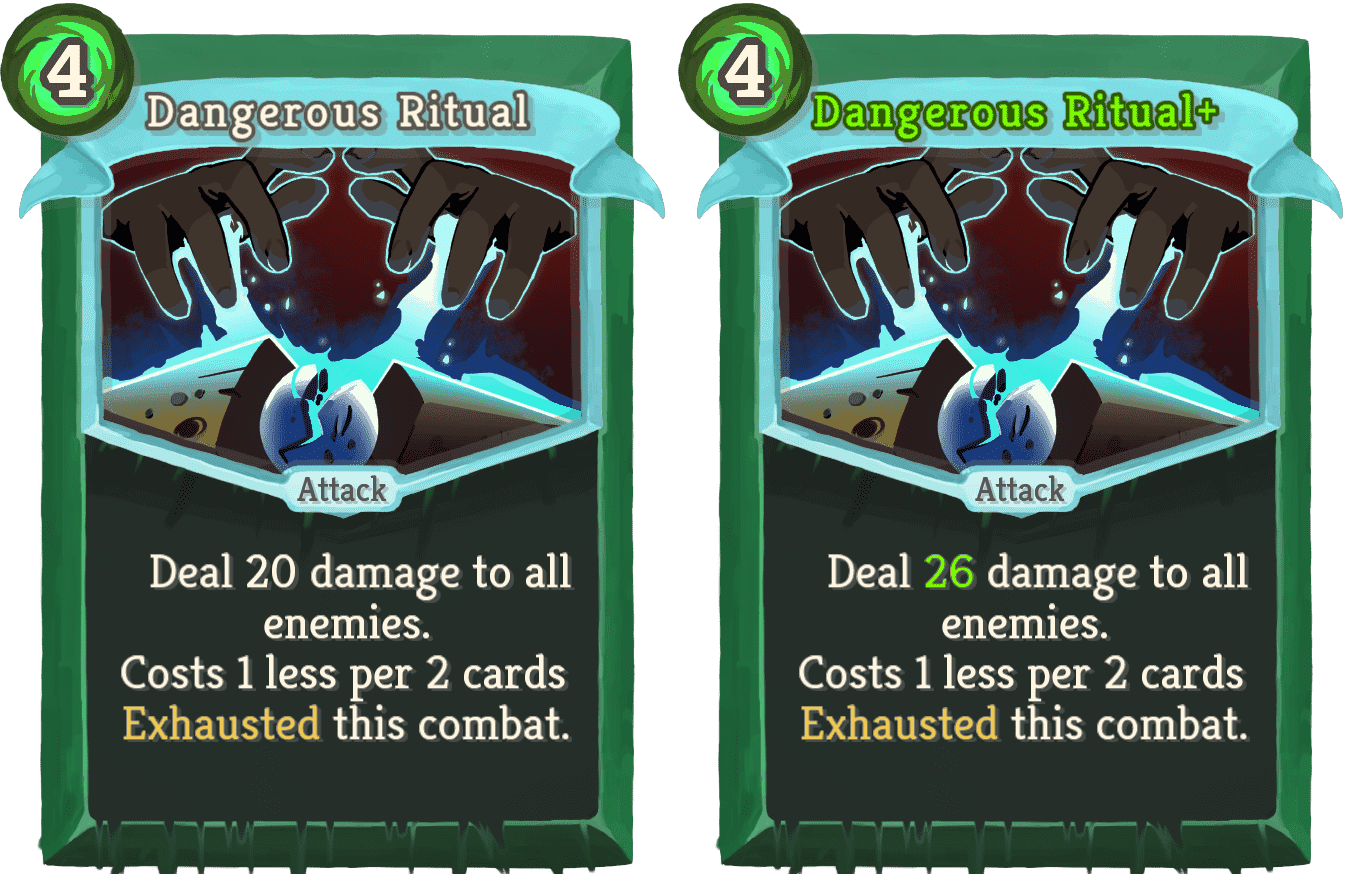 4
Dangerous Ritual
Attack
Deal 20 damage to all
enemies.
Costs 1 less per 2 cards
Exhausted this combat.
4
Dangerous Ritual+
Attack
Deal 26 damage to all
enemies.
Costs 1 less per 2 cards
Exhausted this combat.